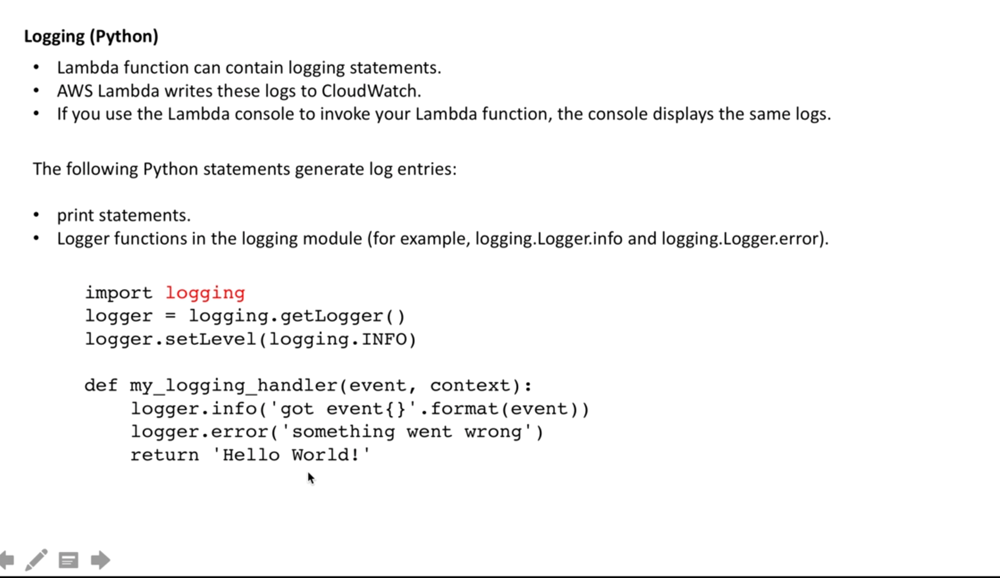 Logging (Python)
• Lambda function can contain logging statements.
• AWS Lambda writes these logs to CloudWatch.
• If you use the Lambda console to invoke your Lambda function, the console displays the same logs.
The following Python statements generate log entries:
• print statements.
• Logger functions in the logging module (for example, logging.Logger.info and logging.Logger.error).
import logging
logger = logging.getLogger()
logger.setLevel(logging.INFO)
def my_logging_handler(event, context):
    logger.info('got event{}'.format(event))
    logger.error('something went wrong')
    return 'Hello World!'